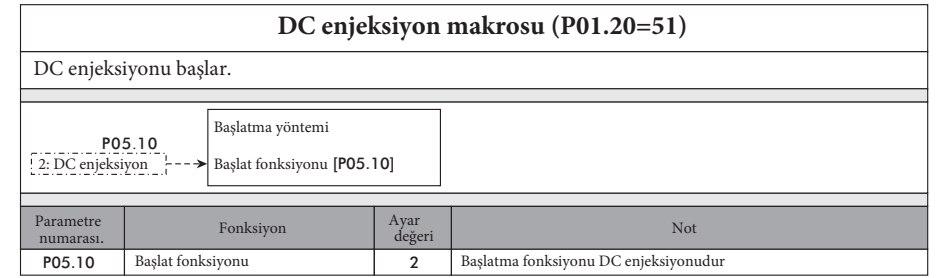 DC enjeksiyon makrosu (P01.20=51)
DC enjeksiyonu başlar.
Başlatma yöntemi
P05.10
2: DC enjeksiyon
Başlat fonksiyonu [P05.10]
Parametre numarası.
Fonksiyon
Ayar değeri
Not
P05.10
Başlat fonksiyonu
2
Başlatma fonksiyonu DC enjeksiyonudur